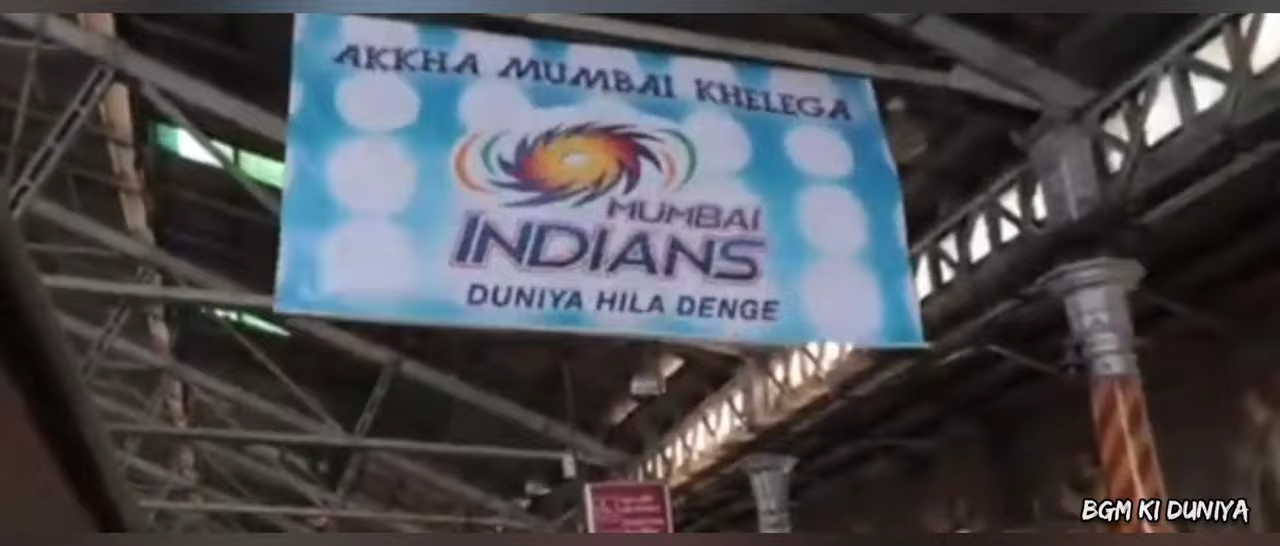 AKKHA MUMBAI KHELEGA
MUMBAI
INDIANS
DUNIYA HILA DENGE
BGM KI DUNIYA